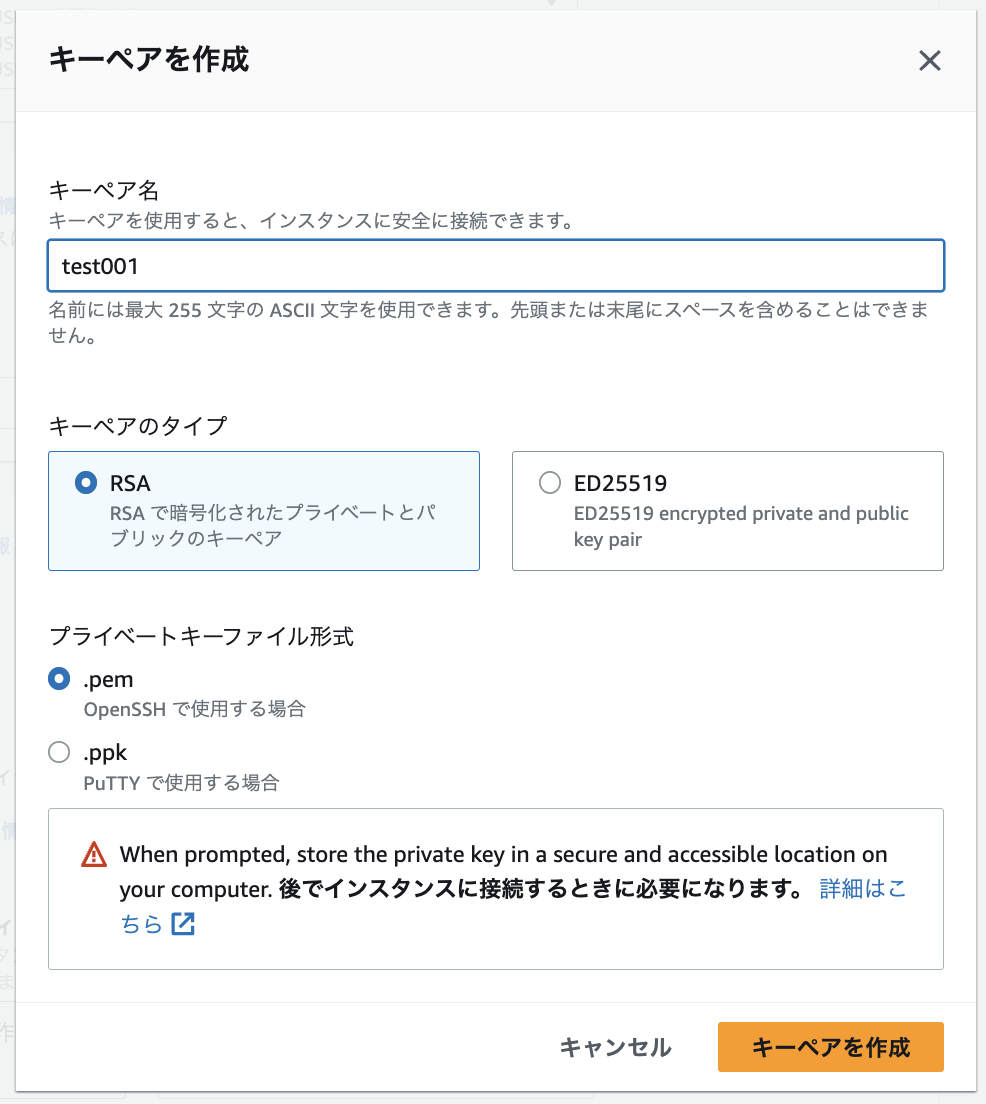 キーペアを作成
キーペア名
キーペアを使用すると、インスタンスに安全に接続できます。
test001
名前には最大 255 文字の ASCII 文字を使用できます。先頭または末尾にスペースを含めることはできま
せん。
キーペアのタイプ
RSA
RSA で暗号化されたプライベートとパ
ブリックのキーペア
ED25519
ED25519 encrypted private and public
key pair
プライベートキーファイル形式
.pem
OpenSSH で使用する場合
.ppk
PuTTY で使用する場合
When prompted, store the private key in a secure and accessible location on
your computer. 後でインスタンスに接続するときに必要になります。 詳細はこ
ちら
キャンセル
キーペアを作成